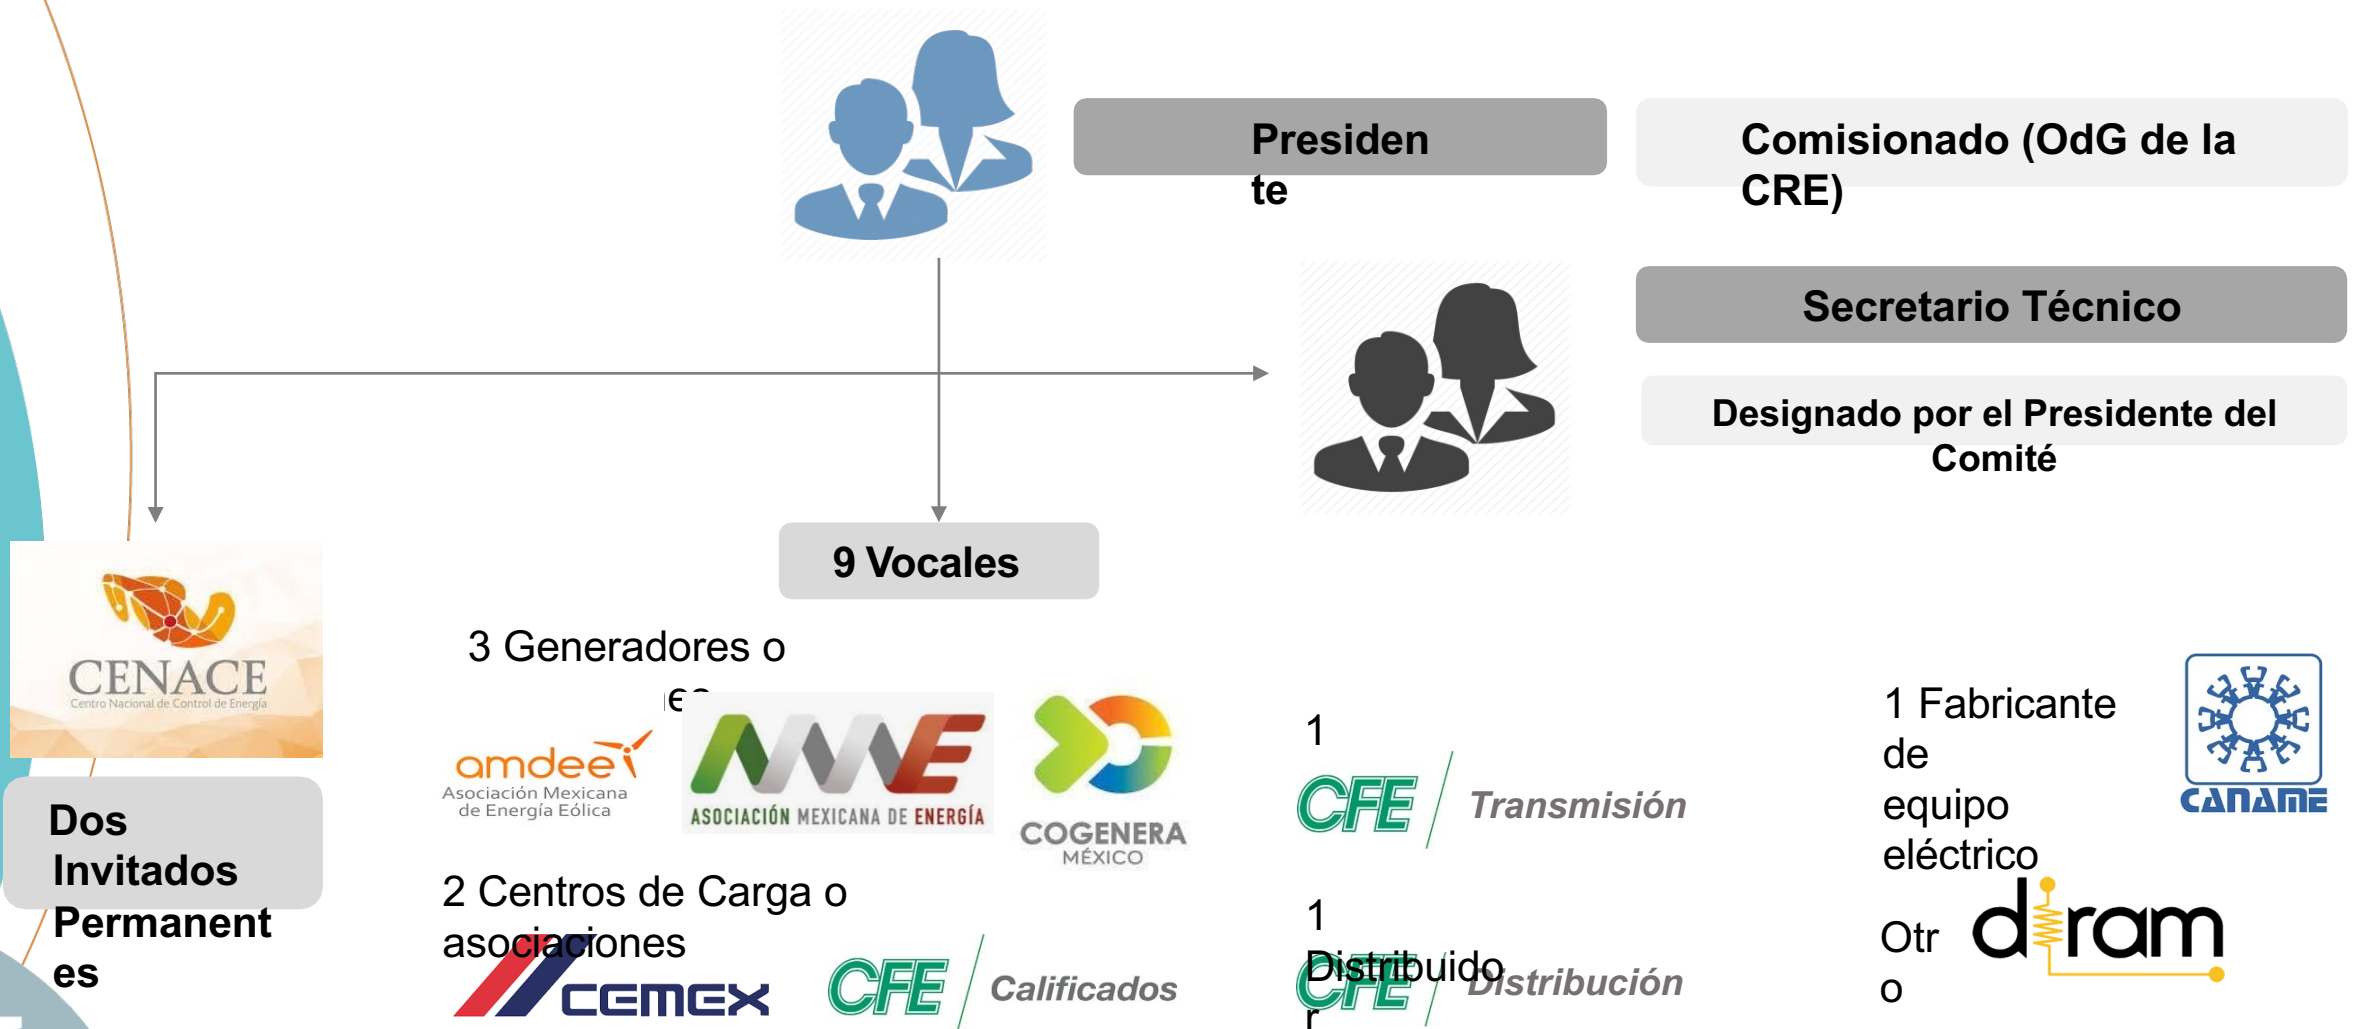 Presiden
te
Comisionado (OdG de la
CRE)
Secretario Técnico
Designado por el Presidente del
Comité
9 Vocales
CENACE
Centro Nacional de Control de Energía
Dos
Invitados
Permanent
es
3 Generadores o
es
amdee
Asociación Mexicana
de Energía Eólica
AME
ASOCIACIÓN MEXICANA DE ENERGÍA
COGENERA
MÉXICO
2 Centros de Carga o
asociaciones
CEMEX
CFE Calificados
1
CFE Transmisión
1
Distribuido
r
CFE Distribución
1 Fabricante
de
equipo
eléctrico
CANAME
Otr
o
diram